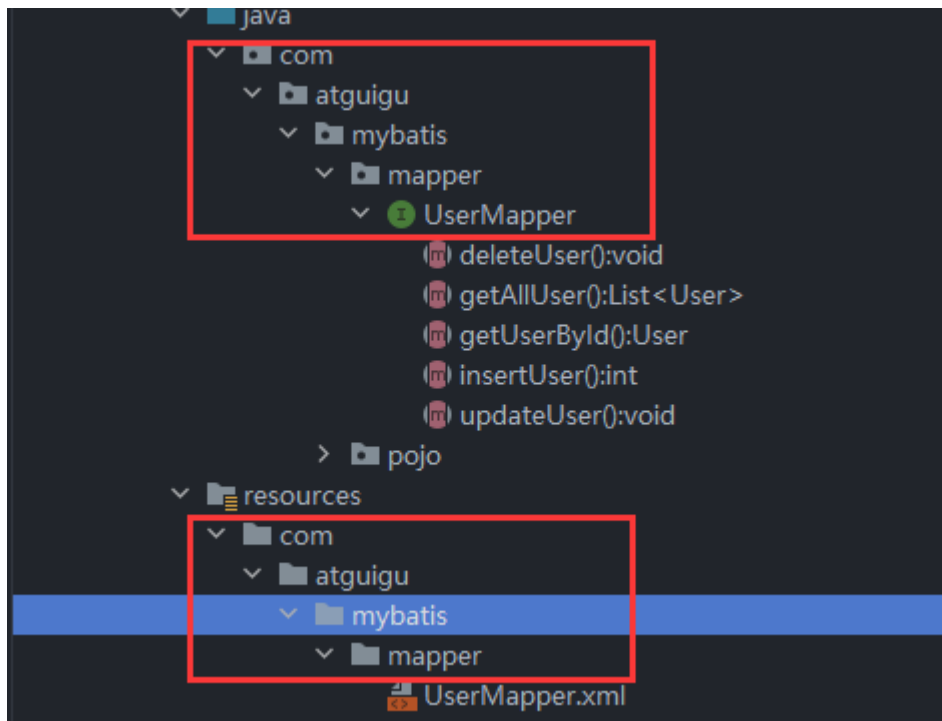 java
com
atguigu
mybatis
mapper
UserMapper
deleteUser():void
getAllUser():List<User>
getUserById():User
insertUser():int
updateUser():void
pojo
resources
com
atguigu
mybatis
mapper
UserMapper.xml